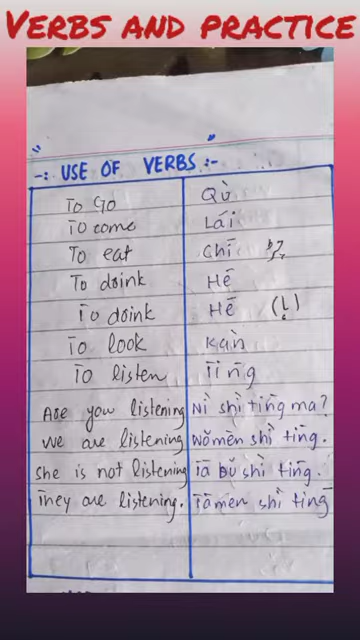 VERBS AND PRACTICE
-: USE OF VERBS :-
To Go Qù
To come Lái
To eat Chī
To drink Hē
To drink Hē
To look Kàn
To listen Tīng
Are you listening Nǐ shì tīng ma?
We are listening Wǒmen shì tīng.
She is not listening Tā bǔ shì tīng.
They are listening. Tāmen shì tīng